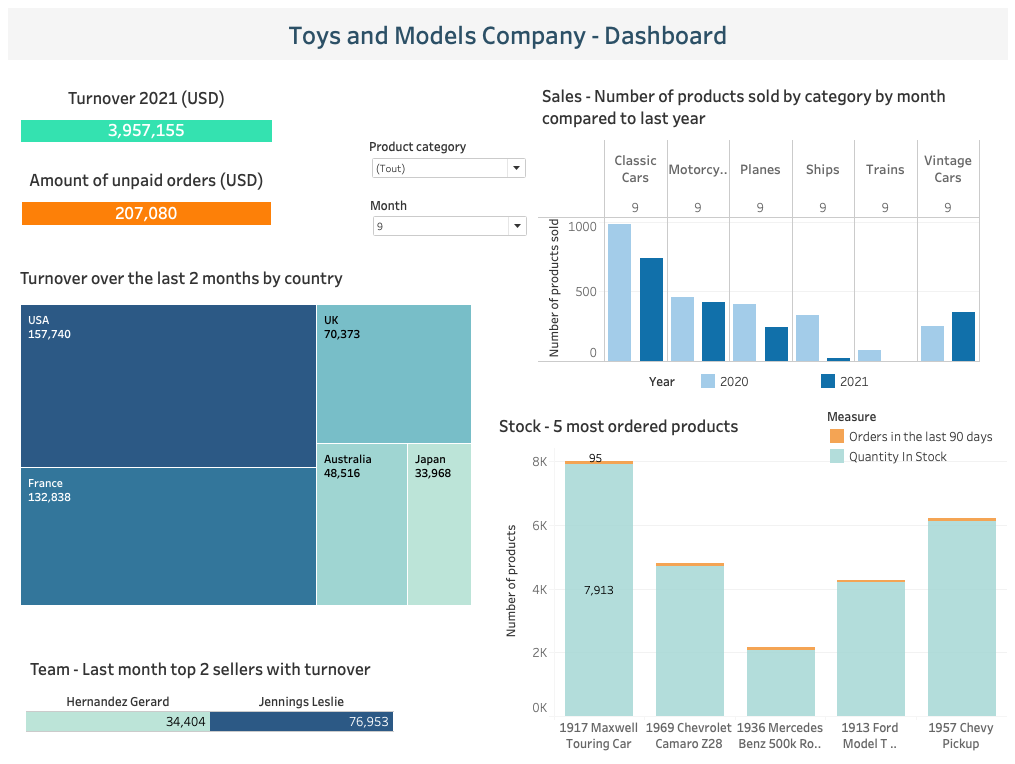 Toys and Models Company - Dashboard
Turnover 2021 (USD)
3,957,155
Amount of unpaid orders (USD)
207,080
Product category
(Tout)
Month
9
Sales - Number of products sold by category by month
compared to last year
Classic
Cars
Motorcy..
Planes
Ships
Trains
Vintage
Cars
9 9 9 9 9 9
Number of products sold
1000
500
0
Year 2020 2021
Turnover over the last 2 months by country
USA
157,740
UK
70,373
France
132,838
Australia
48,516
Japan
33,968
Stock - 5 most ordered products
Measure
Orders in the last 90 days
Quantity In Stock
Number of products
8K
6K
4K
2K
0K
95
7,913
1917 Maxwell
Touring Car
1969 Chevrolet
Camaro Z28
1936 Mercedes
Benz 500k Ro..
1913 Ford
Model T ..
1957 Chevy
Pickup
Team - Last month top 2 sellers with turnover
Hernandez Gerard Jennings Leslie
34,404 76,953